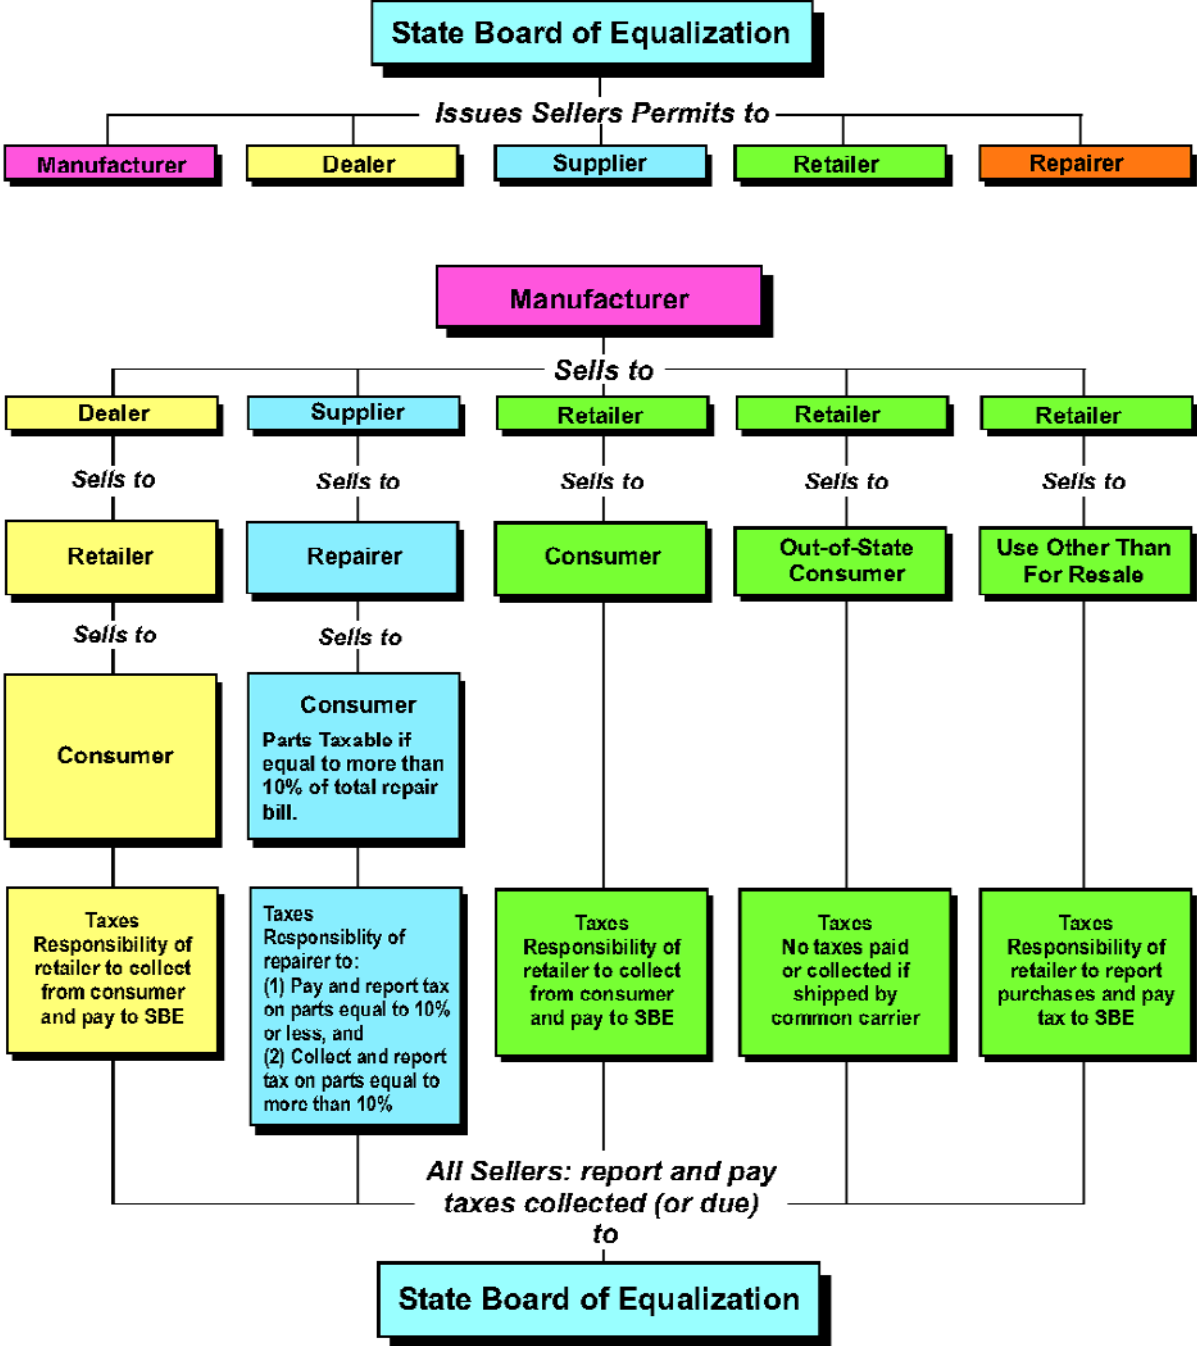 State Board of Equalization
Issues Sellers Permits to
Manufacturer
Dealer
Supplier
Retailer
Repairer
Manufacturer
Sells to
Dealer
Supplier
Retailer
Retailer
Retailer
Sells to
Sells to
Sells to
Sells to
Sells to
Retailer
Repairer
Consumer
Out-of-State
Consumer
Use Other Than
For Resale
Sells to
Sells to
Consumer
Consumer
Parts Taxable if
equal to more than
10% of total repair
bill.
Taxes
Responsibility of
retailer to collect
from consumer
and pay to SBE
Taxes
Responsiblity of
repairer to:
(1) Pay and report tax
on parts equal to 10%
or less, and
(2) Collect and report
tax on parts equal to
more than 10%
Taxes
Responsibility of
retailer to collect
from consumer
and pay to SBE
Taxes
No taxes paid
or collected if
shipped by
common carrier
Taxes
Responsibility of
retailer to report
purchases and pay
tax to SBE
All Sellers: report and pay
taxes collected (or due)
to
State Board of Equalization